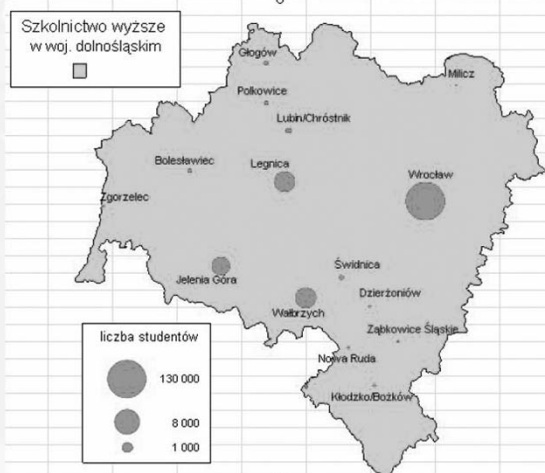 Szkolnictwo wyższe
w woj. dolnośląskim
Głogów
Milicz
Polkowice
Lubin/Chróstnik
Bolesławiec
Legnica
Wrocław
Zgorzelec
Świdnica
Jelenia Góra
Dzierżoniów
Wałbrzych
Ząbkowice Śląskie
Nowa Ruda
Kłodzko/Bożków
liczba studentów
130 000
8 000
1 000